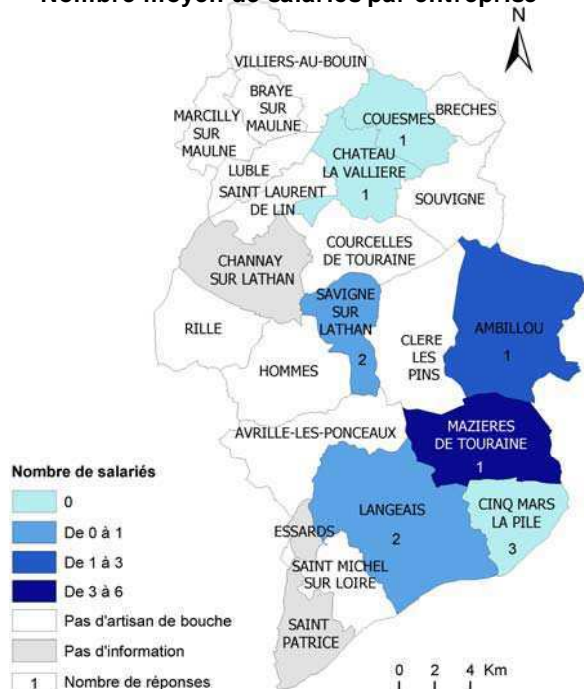 Nombre moyen de salariés par entreprise
N
VILLIERS-AU-BOUIN
BRAYE
SUR
MAULNE
MARCILLY
SUR
MAULNE
COUESMES
1
BRECHES
CHATEAU
LA VALLIERE
1
LUBLE
SAINT LAURENT
DE LIN
SOUVIGNE
COURCELLES
DE TOURAINE
CHANNAY
SUR LATHAN
SAVIGNE
SUR
LATHAN
2
RILLE
AMBILLOU
1
CLERE
LES
PINS
HOMMES
AVRILLE-LES-PONCEAUX
MAZIERES
DE TOURAINE
1
LANGEAIS
2
CINQ MARS
LA PILE
3
ESSARDS
SAINT MICHEL
SUR LOIRE
SAINT
PATRICE
Nombre de salariés
0
De 0 à 1
De 1 à 3
De 3 à 6
Pas d'artisan de bouche
Pas d'information
1 Nombre de réponses
0 2 4 Km